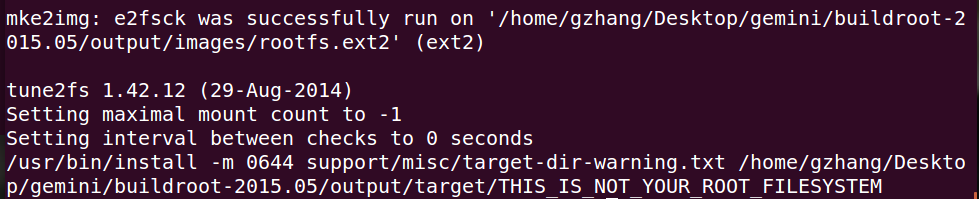 mke2img: e2fsck was successfully run on '/home/gzhang/Desktop/gemini/buildroot-2
015.05/output/images/rootfs.ext2' (ext2)
tune2fs 1.42.12 (29-Aug-2014)
Setting maximal mount count to -1
Setting interval between checks to 0 seconds
/usr/bin/install -m 0644 support/misc/target-dir-warning.txt /home/gzhang/Deskto
p/gemini/buildroot-2015.05/output/target/THIS_IS_NOT_YOUR_ROOT_FILESYSTEM